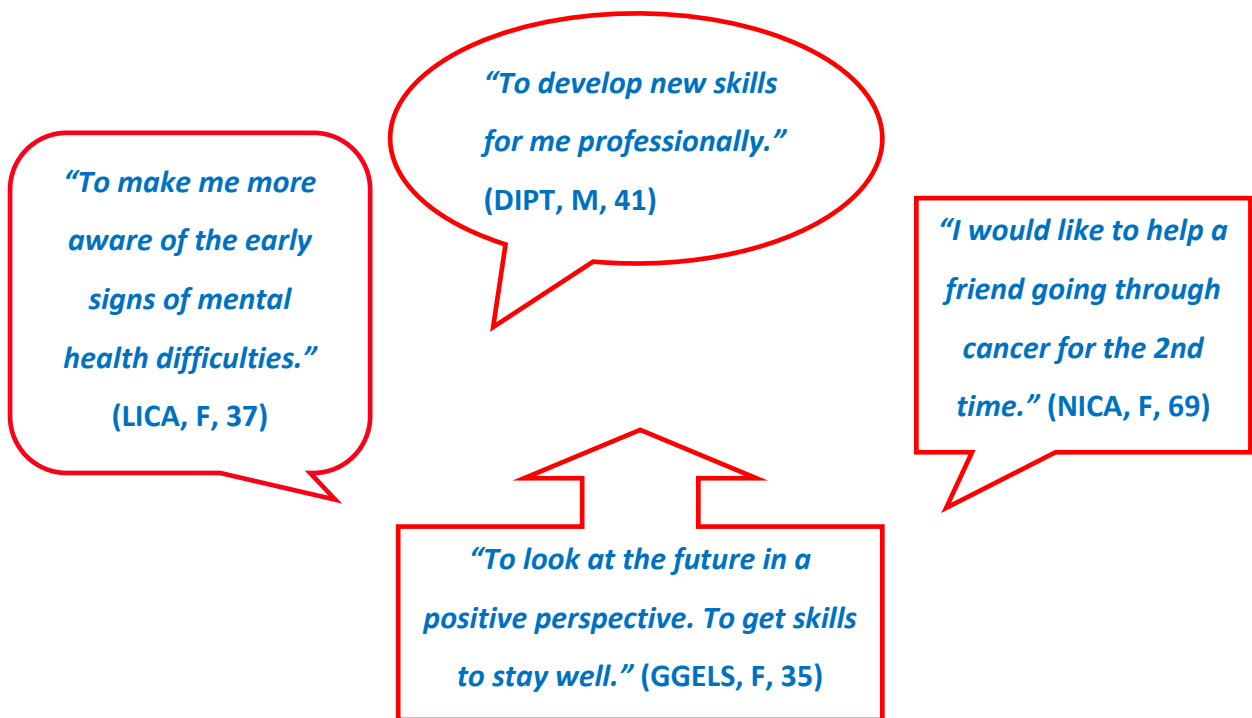 “To develop new skills
for me professionally.”
(DIPT, M, 41)
“To make me more
aware of the early
signs of mental
health difficulties.”
(LICA, F, 37)
“I would like to help a
friend going through
cancer for the 2nd
time.” (NICA, F, 69)
“To look at the future in a
positive perspective. To get skills
to stay well.” (GGELS, F, 35)